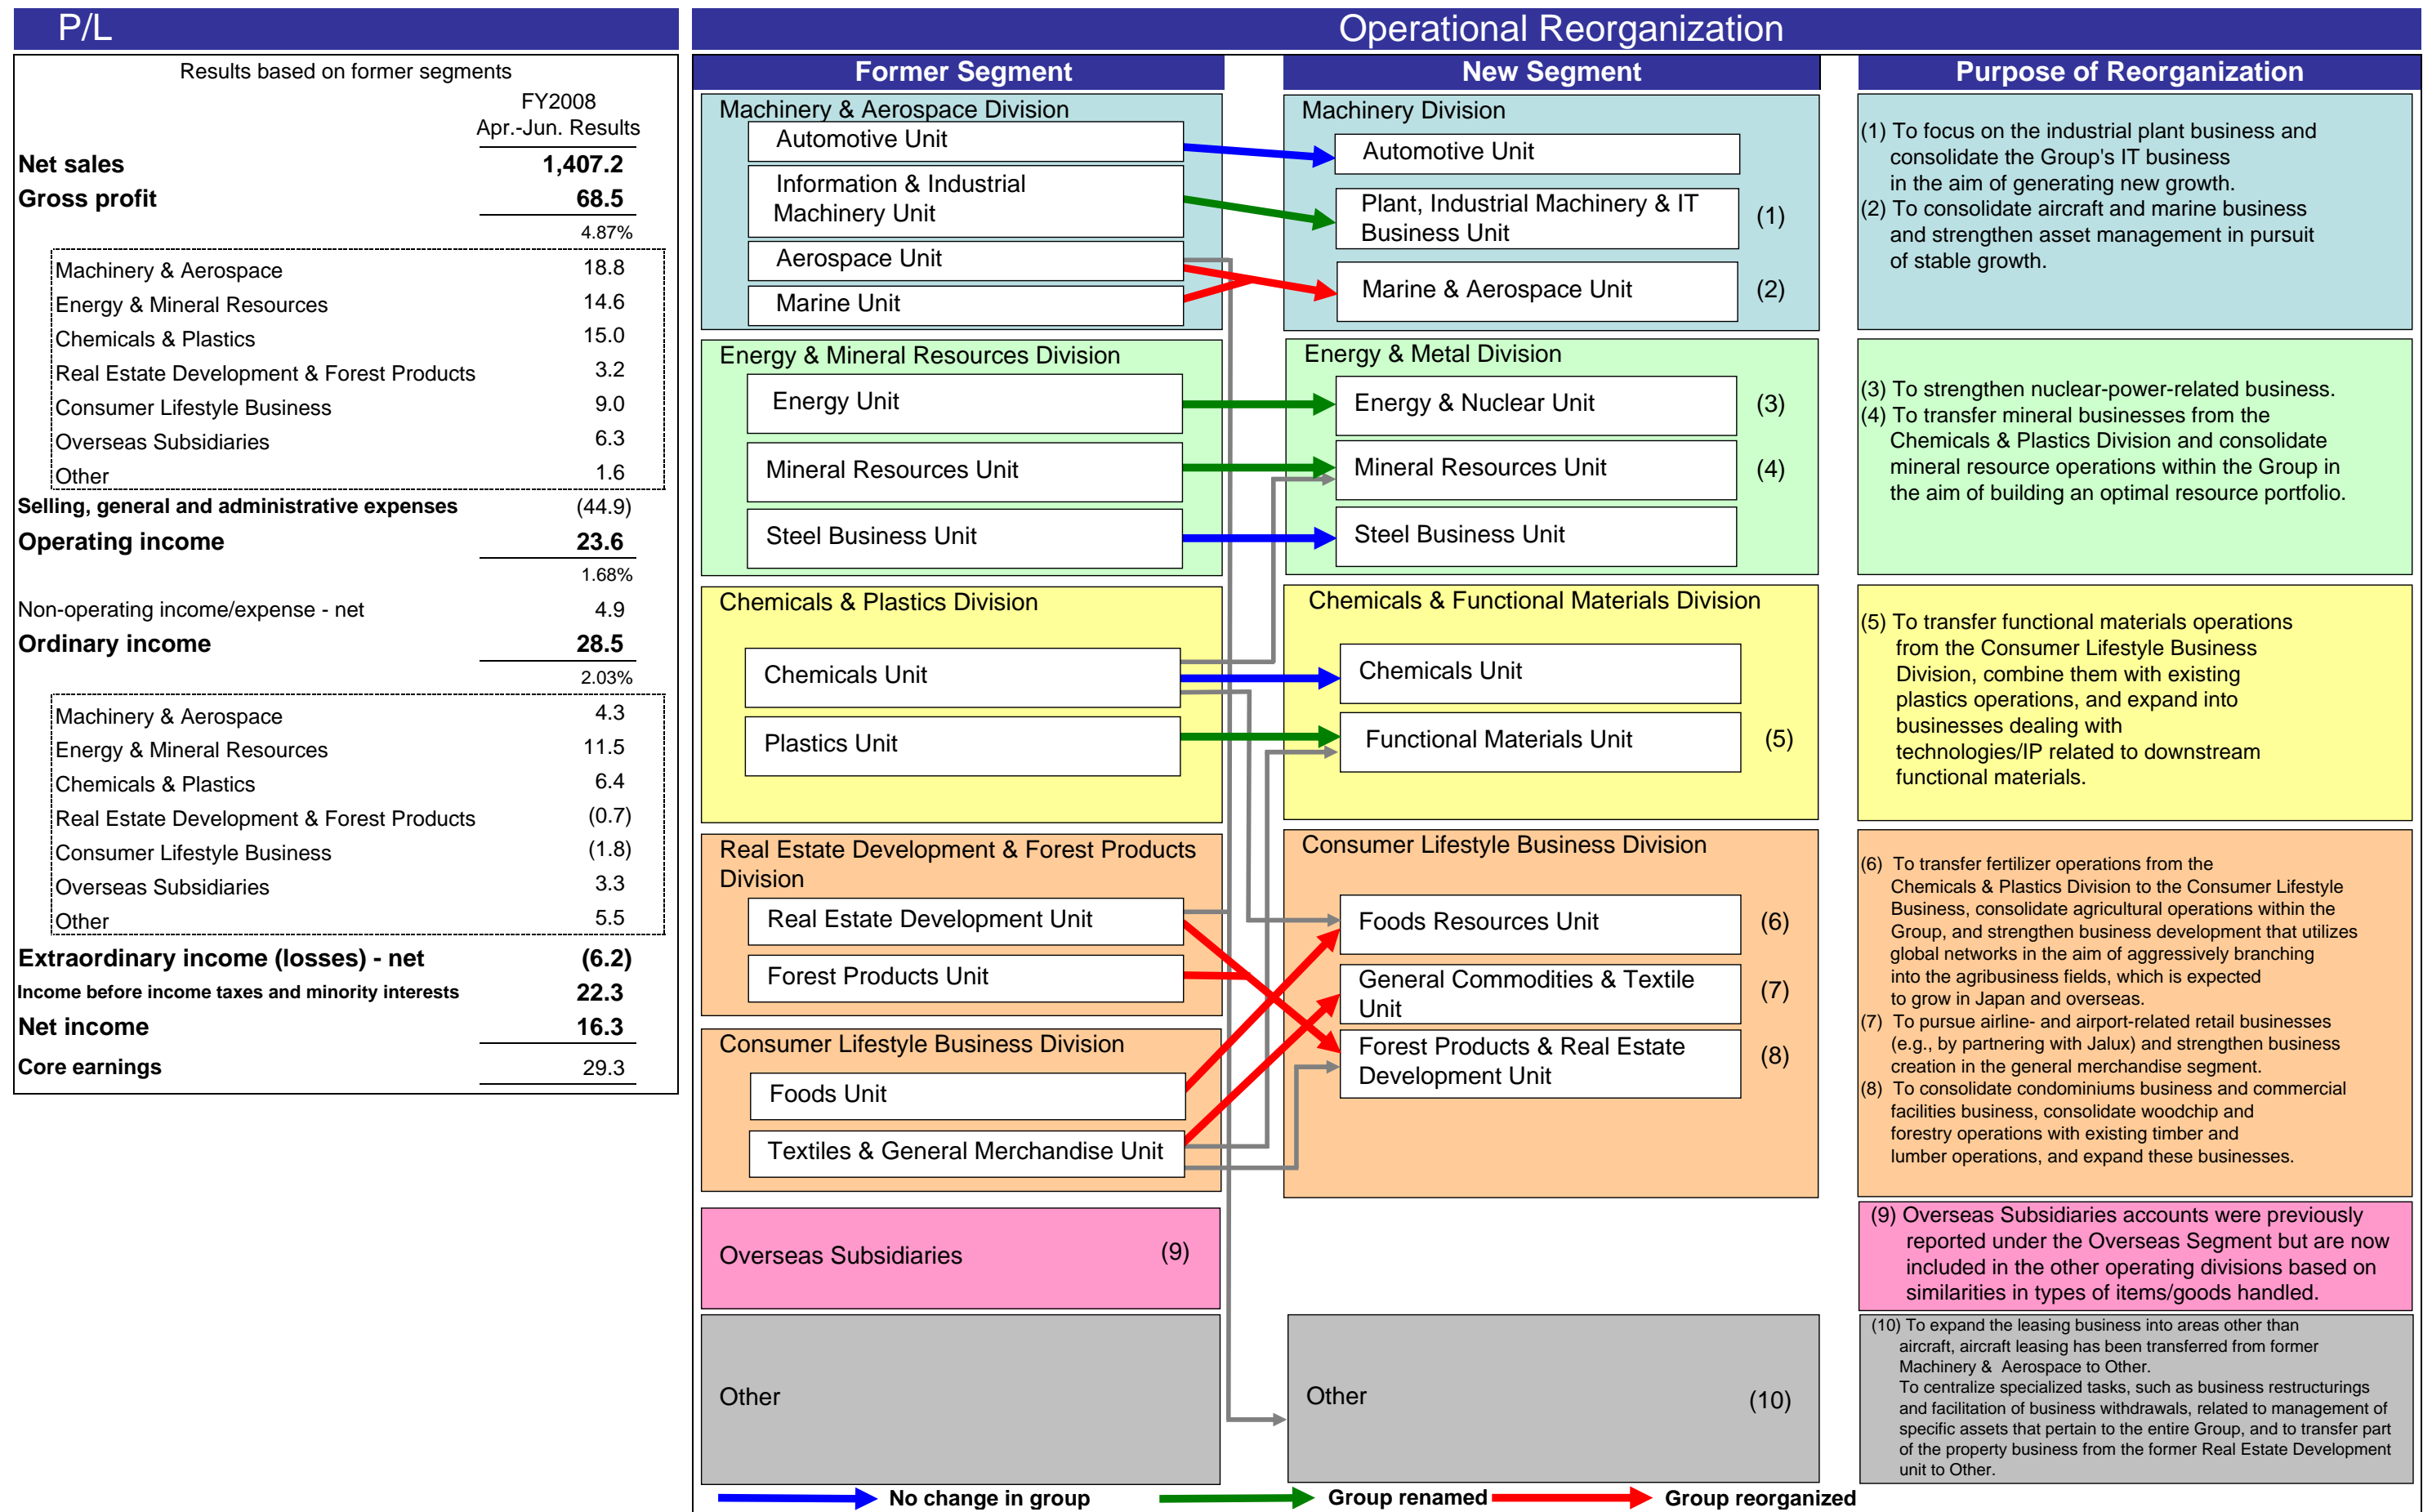 P/L
Results based on former segments
FY2008
Apr.-Jun. Results
Net sales 1,407.2
Gross profit 68.5
4.87%
Machinery & Aerospace 18.8
Energy & Mineral Resources 14.6
Chemicals & Plastics 15.0
Real Estate Development & Forest Products 3.2
Consumer Lifestyle Business 9.0
Overseas Subsidiaries 6.3
Other 1.6
Selling, general and administrative expenses (44.9)
Operating income 23.6
1.68%
Non-operating income/expense - net 4.9
Ordinary income 28.5
2.03%
Machinery & Aerospace 4.3
Energy & Mineral Resources 11.5
Chemicals & Plastics 6.4
Real Estate Development & Forest Products (0.7)
Consumer Lifestyle Business (1.8)
Overseas Subsidiaries 3.3
Other 5.5
Extraordinary income (losses) - net (6.2)
Income before income taxes and minority interests 22.3
Net income 16.3
Core earnings 29.3
Operational Reorganization
Former Segment
Machinery & Aerospace Division
Automotive Unit
Information & Industrial
Machinery Unit
Aerospace Unit
Marine Unit
Energy & Mineral Resources Division
Energy Unit
Mineral Resources Unit
Steel Business Unit
Chemicals & Plastics Division
Chemicals Unit
Plastics Unit
Real Estate Development & Forest Products
Division
Real Estate Development Unit
Forest Products Unit
Consumer Lifestyle Business Division
Foods Unit
Textiles & General Merchandise Unit
Overseas Subsidiaries (9)
Other
New Segment
Machinery Division
Automotive Unit
Plant, Industrial Machinery & IT
Business Unit
(1)
Marine & Aerospace Unit (2)
Energy & Metal Division
Energy & Nuclear Unit (3)
Mineral Resources Unit (4)
Steel Business Unit
Chemicals & Functional Materials Division
Chemicals Unit
Functional Materials Unit (5)
Consumer Lifestyle Business Division
Foods Resources Unit (6)
General Commodities & Textile
Unit
(7)
Forest Products & Real Estate
Development Unit
(8)
Other (10)
Purpose of Reorganization
(1) To focus on the industrial plant business and
consolidate the Group's IT business
in the aim of generating new growth.
(2) To consolidate aircraft and marine business
and strengthen asset management in pursuit
of stable growth.
(3) To strengthen nuclear-power-related business.
(4) To transfer mineral businesses from the
Chemicals & Plastics Division and consolidate
mineral resource operations within the Group in
the aim of building an optimal resource portfolio.
(5) To transfer functional materials operations
from the Consumer Lifestyle Business
Division, combine them with existing
plastics operations, and expand into
businesses dealing with
technologies/IP related to downstream
functional materials.
(6) To transfer fertilizer operations from the
Chemicals & Plastics Division to the Consumer Lifestyle
Business, consolidate agricultural operations within the
Group, and strengthen business development that utilizes
global networks in the aim of aggressively branching
into the agribusiness fields, which is expected
to grow in Japan and overseas.
(7) To pursue airline- and airport-related retail businesses
(e.g., by partnering with Jalux) and strengthen business
creation in the general merchandise segment.
(8) To consolidate condominiums business and commercial
facilities business, consolidate woodchip and
forestry operations with existing timber and
lumber operations, and expand these businesses.
(9) Overseas Subsidiaries accounts were previously
reported under the Overseas Segment but are now
included in the other operating divisions based on
similarities in types of items/goods handled.
(10) To expand the leasing business into areas other than
aircraft, aircraft leasing has been transferred from former
Machinery & Aerospace to Other.
To centralize specialized tasks, such as business restructurings
and facilitation of business withdrawals, related to management of
specific assets that pertain to the entire Group, and to transfer part
of the property business from the former Real Estate Development
unit to Other.
No change in group
Group renamed
Group reorganized